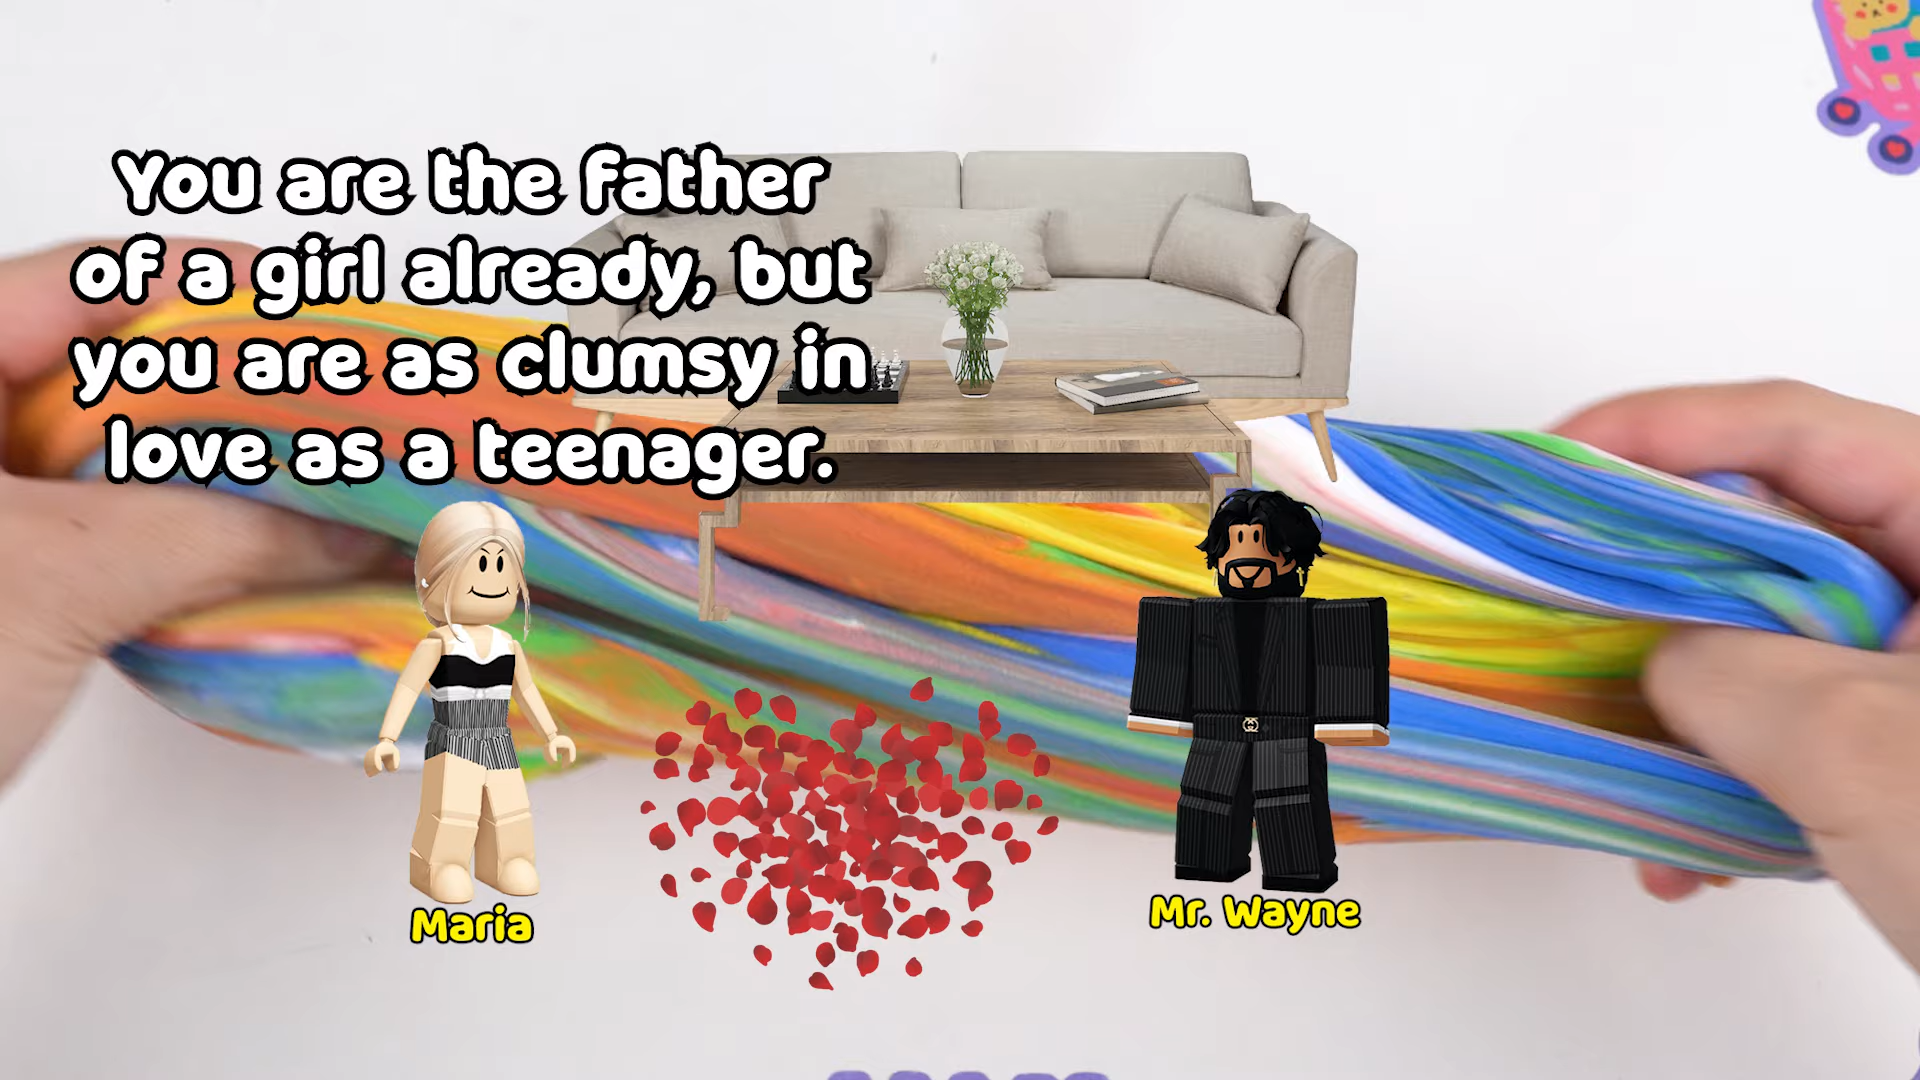 You are the father
of a girl already, but
you are as clumsy in
love as a teenager.
Maria
Mr. Wayne